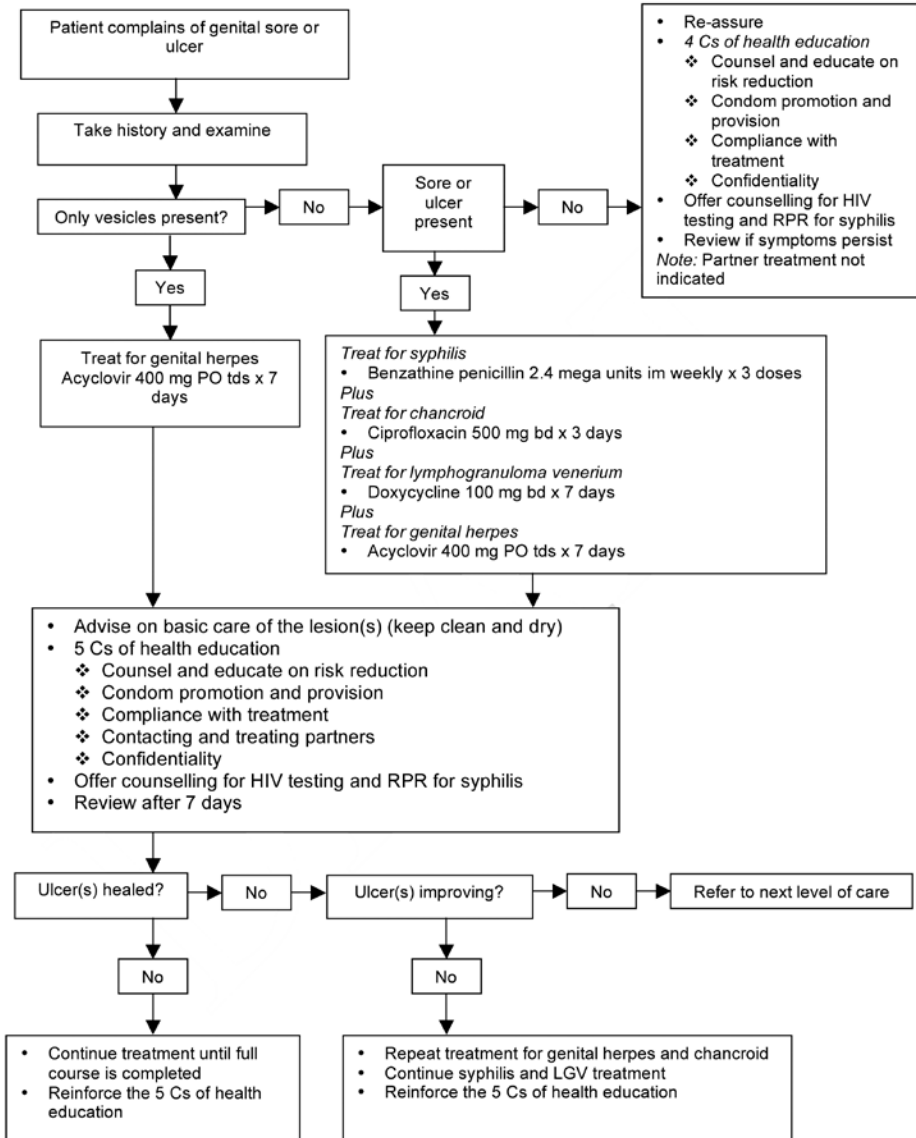 Patient complains of genital sore or
ulcer
• Re-assure
• 4 Cs of health education
❖ Counsel and educate on
risk reduction
❖ Condom promotion and
provision
❖ Compliance with
treatment
❖ Confidentiality
• Offer counselling for HIV
testing and RPR for syphilis
• Review if symptoms persist
Note: Partner treatment not
indicated
Take history and examine
Only vesicles present?
No
Sore or
ulcer
present
No
Yes
Yes
Treat for genital herpes
Acyclovir 400 mg PO tds x 7
days
Treat for syphilis
• Benzathine penicillin 2.4 mega units im weekly x 3 doses
Plus
Treat for chancroid
• Ciprofloxacin 500 mg bd x 3 days
Plus
Treat for lymphogranuloma venerium
• Doxycycline 100 mg bd x 7 days
Plus
Treat for genital herpes
• Acyclovir 400 mg PO tds x 7 days
• Advise on basic care of the lesion(s) (keep clean and dry)
• 5 Cs of health education
❖ Counsel and educate on risk reduction
❖ Condom promotion and provision
❖ Compliance with treatment
❖ Contacting and treating partners
❖ Confidentiality
• Offer counselling for HIV testing and RPR for syphilis
• Review after 7 days
Ulcer(s) healed?
No
Ulcer(s) improving?
No
Refer to next level of care
No
No
• Continue treatment until full
course is completed
• Reinforce the 5 Cs of health
education
• Repeat treatment for genital herpes and chancroid
• Continue syphilis and LGV treatment
• Reinforce the 5 Cs of health education